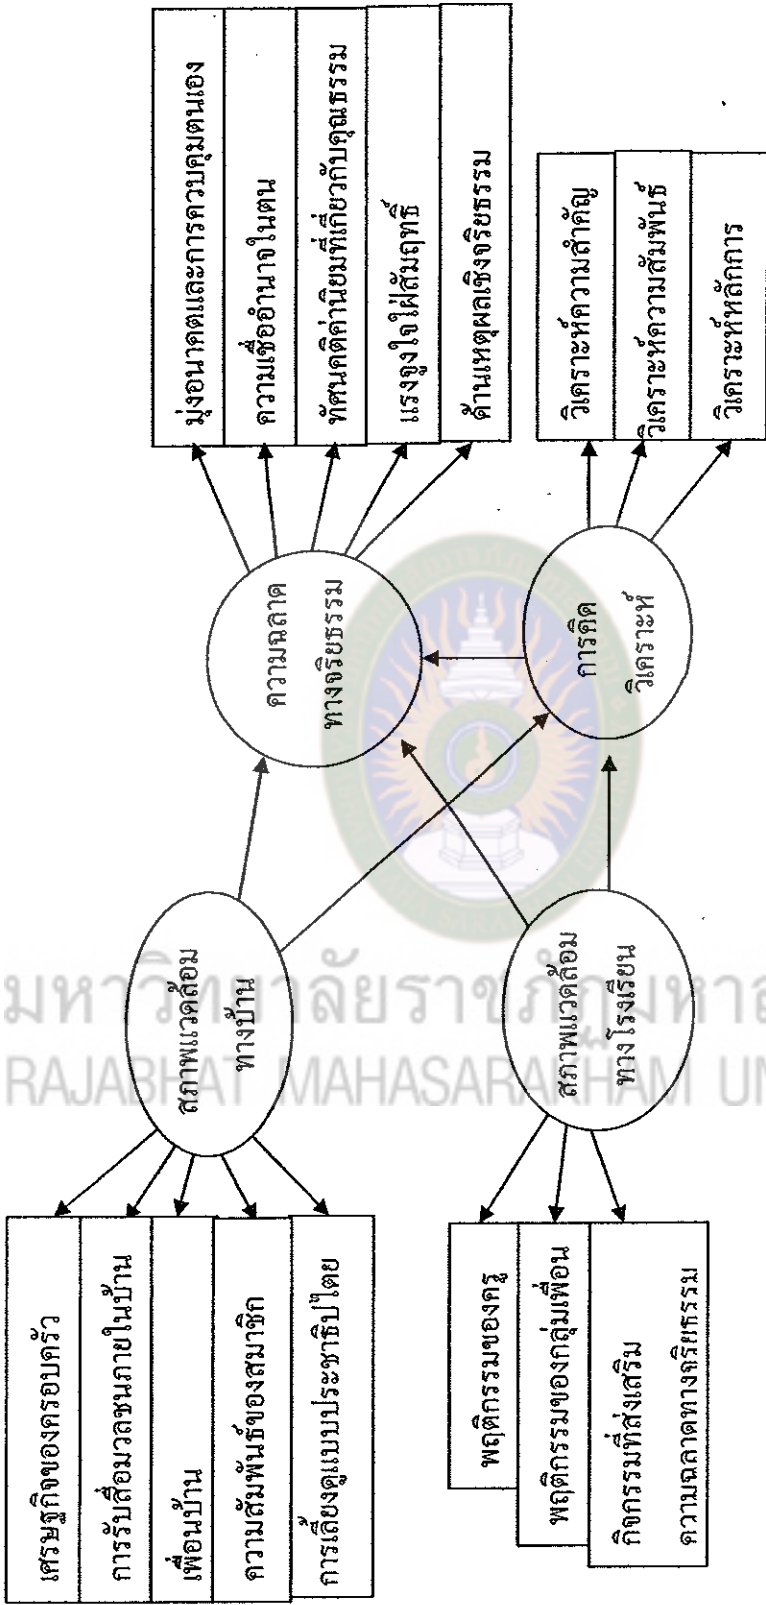 เศรษฐกิจของครอบครัว
การรับสื่อมวลชนภายในบ้าน
เพื่อนบ้าน
ความสัมพันธ์ของสมาชิก
การเลี้ยงดูแบบประชาธิปไตย
สภาพแวดล้อม
ทางบ้าน
ความฉลาด
ทางจริยธรรม
มุ่งอนาคตและการควบคุมตนเอง
ความเชื่ออำนาจในตน
ทัศนคติค่านิยมที่เกี่ยวกับคุณธรรม
แรงจูงใจใฝ่สัมฤทธิ์
ด้านเหตุผลเชิงจริยธรรม
พฤติกรรมของครู
พฤติกรรมของกลุ่มเพื่อน
กิจกรรมที่ส่งเสริม
ความฉลาดทางจริยธรรม
สภาพแวดล้อม
ทางโรงเรียน
การคิด
วิเคราะห์
วิเคราะห์ความสำคัญ
วิเคราะห์ความสัมพันธ์
วิเคราะห์หลักการ
มหาวิทยาลัยราชภัฏมหาส
RAJABHAT MAHASARAKHAM UN